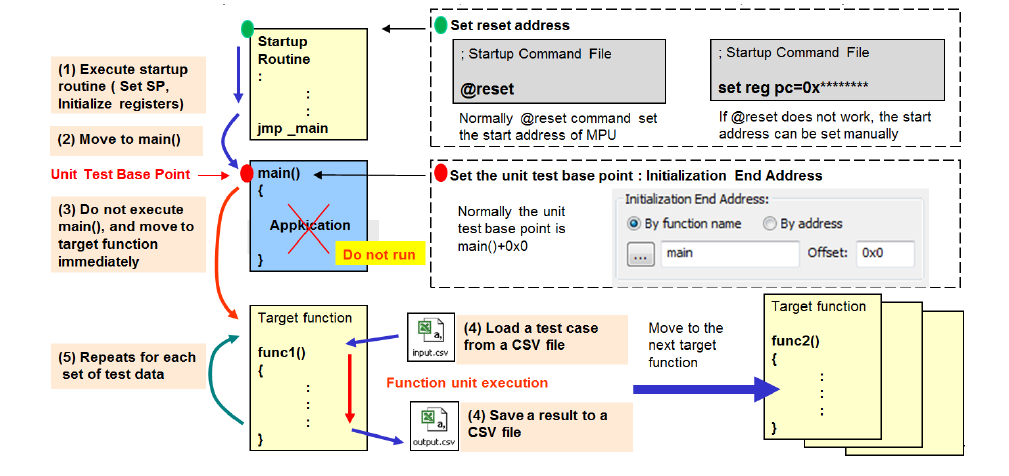 Set reset address
Startup
Routine
:
:
:
jmp _main
; Startup Command File
@reset
; Startup Command File
set reg pc=0x********
Normally @reset command set
the start address of MPU
If @reset does not work, the start
address can be set manually
(1) Execute startup
routine ( Set SP,
Initialize registers)
(2) Move to main()
Unit Test Base Point
main()
{
Appkication
}
Do not run
(3) Do not execute
main(), and move to
target function
immediately
Set the unit test base point : Initialization End Address
Normally the unit
test base point is
main()+0x0
Initialization End Address:
By function name
By address
...
main
Offset:
0x0
Target function
func1()
{
:
:
}
(5) Repeats for each
set of test data
a,
input.csv
(4) Load a test case
from a CSV file
Function unit execution
a,
output.csv
(4) Save a result to a
CSV file
Move to the
next target
function
Target function
func2()
{
:
:
}